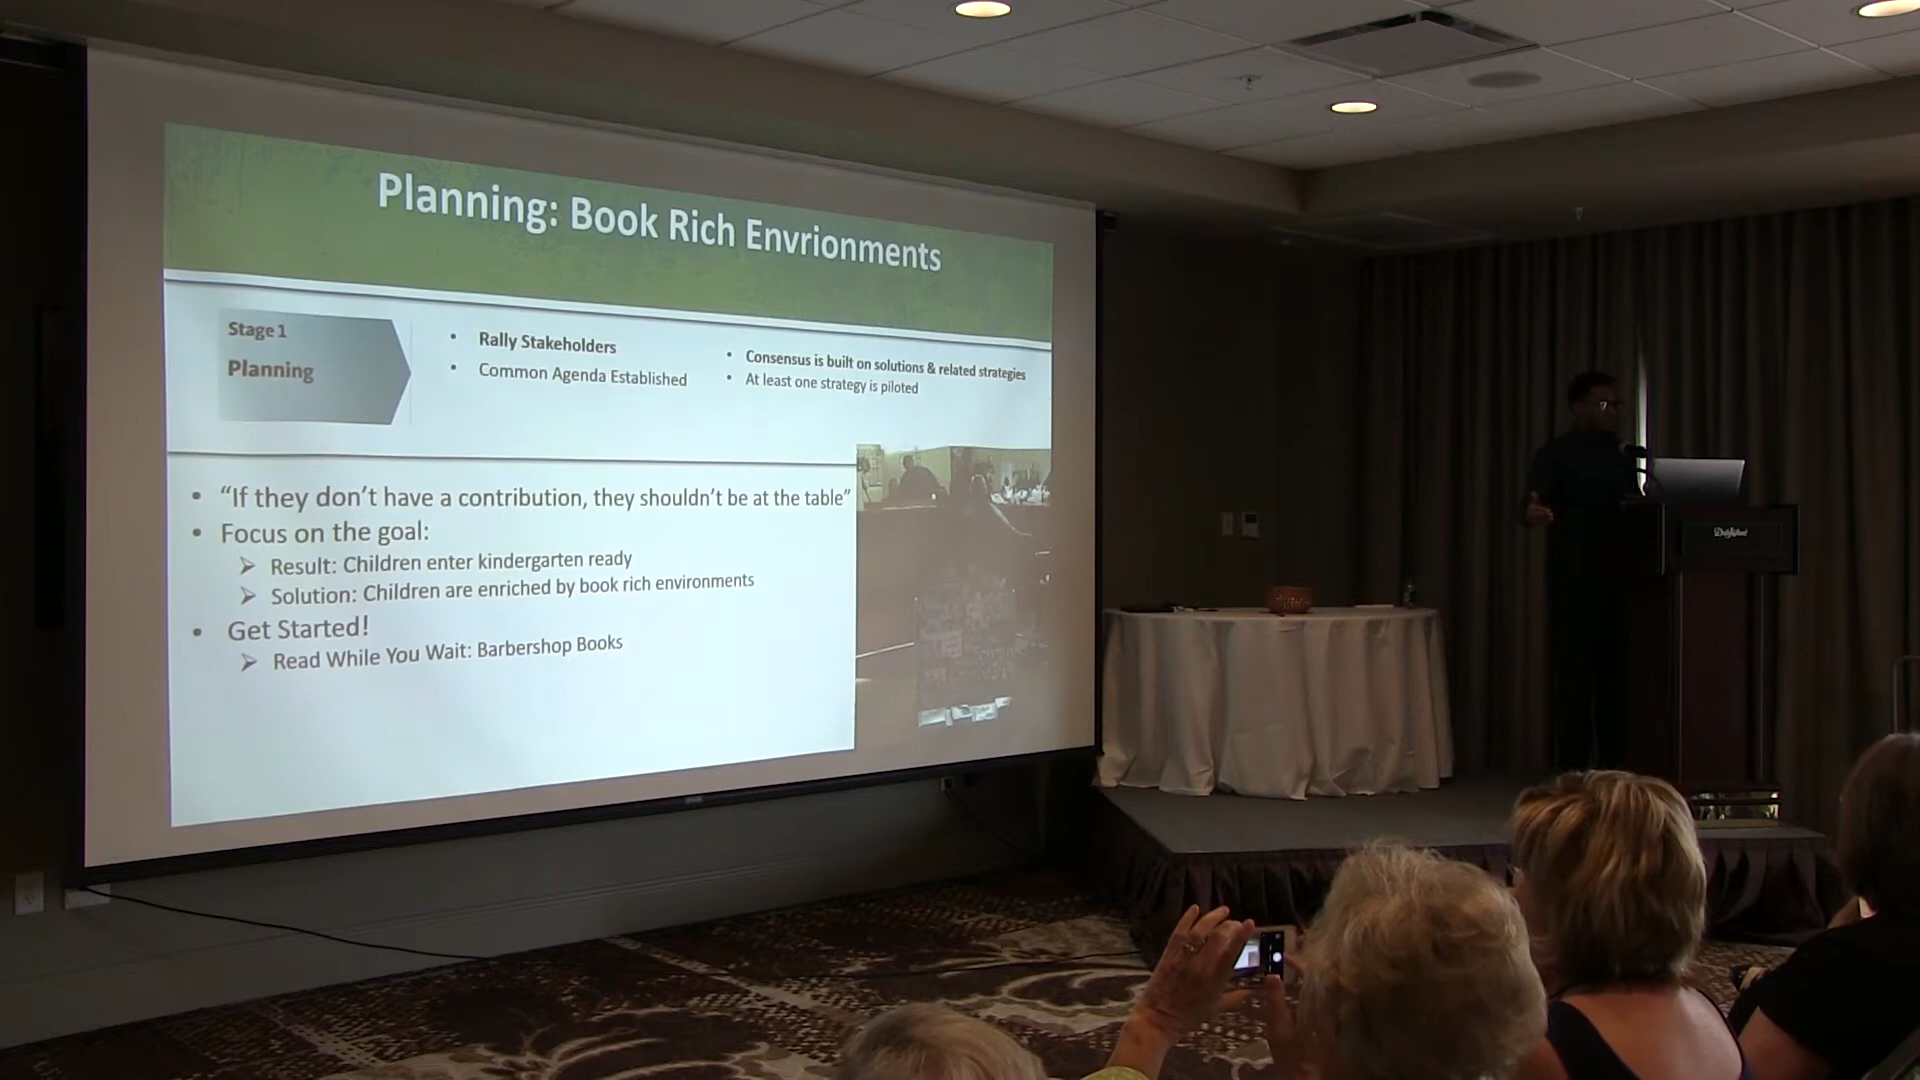 Planning: Book Rich Envrionments
Stage 1
Planning
• Rally Stakeholders
• Common Agenda Established
• Consensus is built on solutions & related strategies
• At least one strategy is piloted
• “If they don’t have a contribution, they shouldn’t be at the table”
• Focus on the goal:
➢ Result: Children enter kindergarten ready
➢ Solution: Children are enriched by book rich environments
• Get Started!
➢ Read While You Wait: Barbershop Books